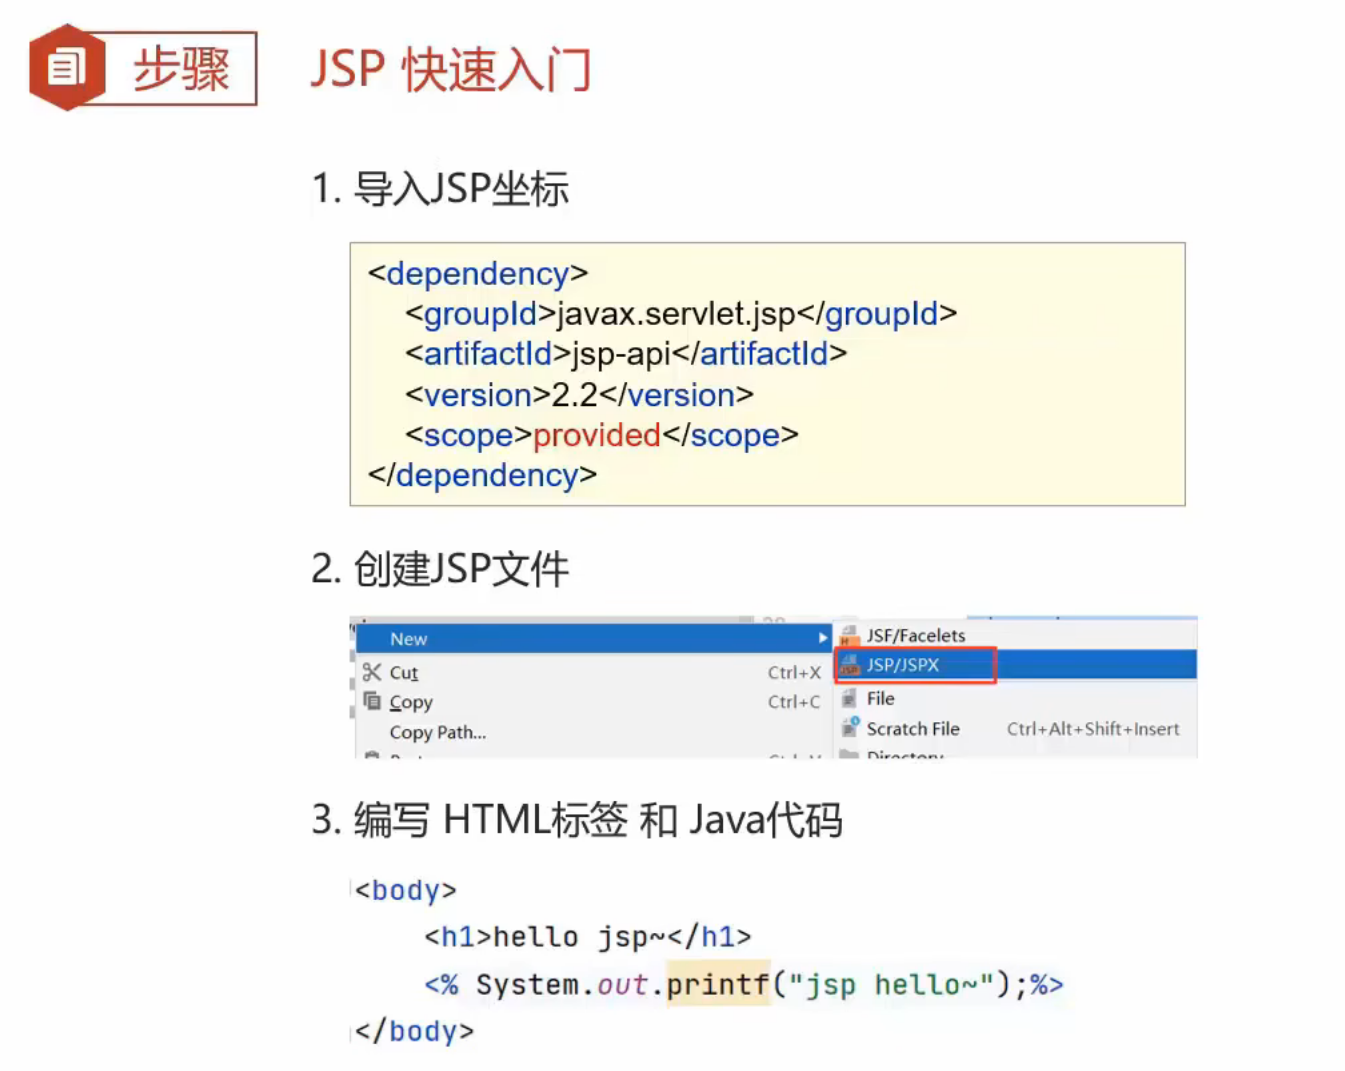 步骤
JSP 快速入门
1. 导入JSP坐标
<dependency>
<groupId>javax.servlet.jsp</groupId>
<artifactId>jsp-api</artifactId>
<version>2.2</version>
<scope>provided</scope>
</dependency>
2. 创建JSP文件
New
JSF/Facelets
JSP/JSPX
Cut Ctrl+X
File
Copy Ctrl+C
Scratch File Ctrl+Alt+Shift+Insert
Copy Path...
Directory
3. 编写 HTML标签 和 Java代码
<body>
<h1>hello jsp~</h1>
<% System.out.printf("jsp hello~");%>
</body>